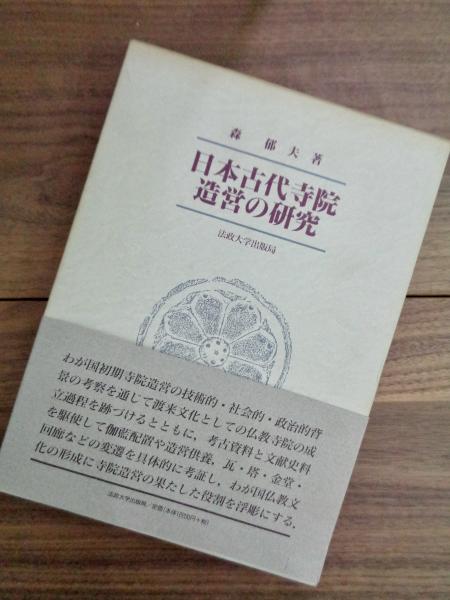 森 郁夫著
日本古代寺院
造営の研究
法政大学出版局
わが国初期寺院造営の技術的・社会的・政治的背
景の考察を通じて渡来文化としての仏教寺院の成
立過程を跡づけるとともに，考古資料と文献史料
を駆使して伽藍配置や造営供養，瓦・塔・金堂・
回廊などの変遷を具体的に考証し，わが国仏教文
化の形成に寺院造営の果たした役割を浮彫にする．
法政大学出版局／定価（本体
円＋税）